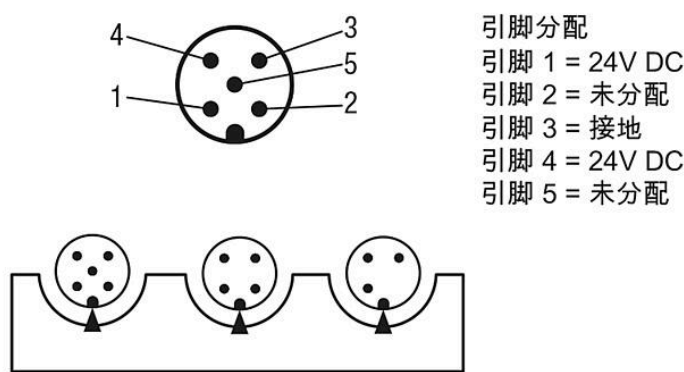 4
3
5
1
2
引脚分配
引脚 1 = 24V DC
引脚 2 = 未分配
引脚 3 = 接地
引脚 4 = 24V DC
引脚 5 = 未分配